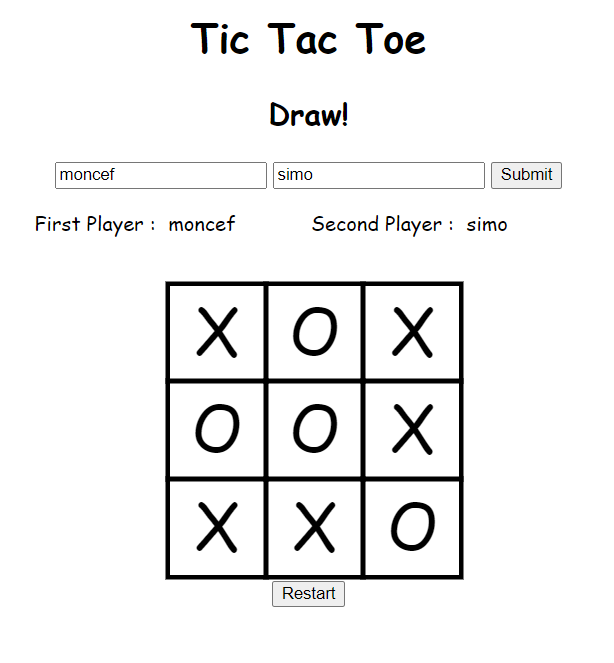 Tic Tac Toe
Draw!
moncef simo Submit
First Player : moncef Second Player : simo
X O X
O O X
X X O
Restart